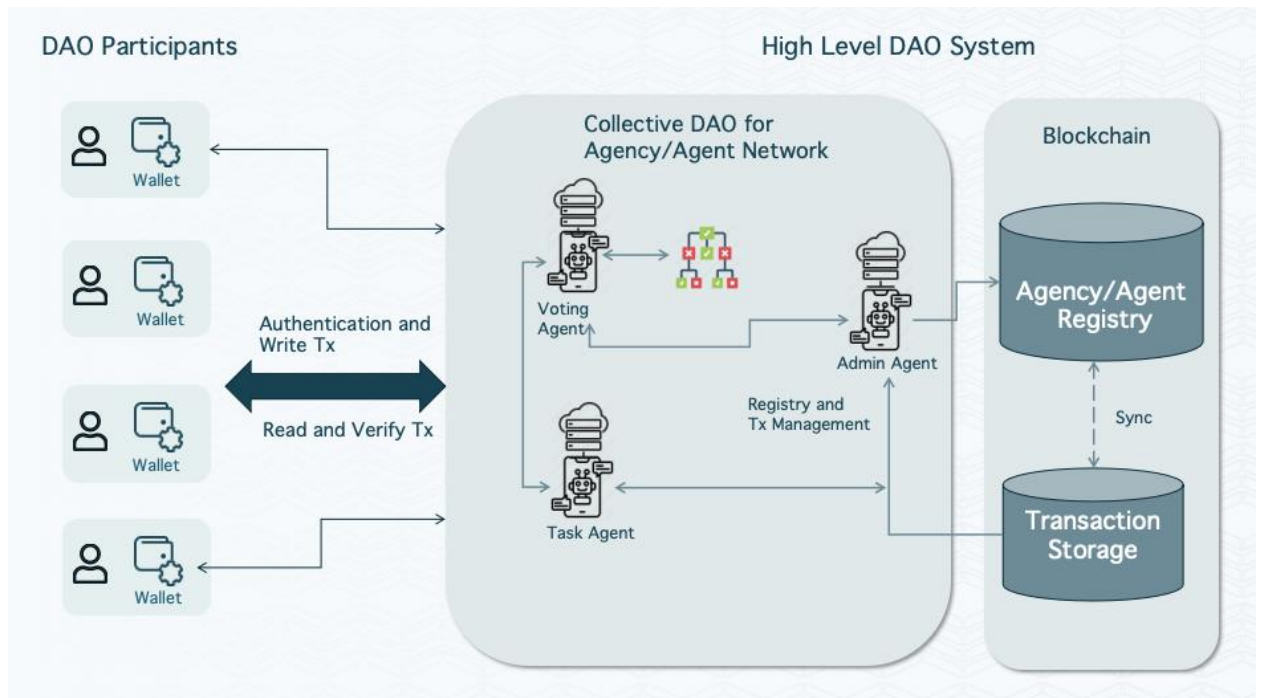 DAO Participants
High Level DAO System
Wallet
Wallet
Wallet
Wallet
Authentication and
Write Tx
Read and Verify Tx
Collective DAO for
Agency/Agent Network
Voting
Agent
Admin Agent
Registry and
Tx Management
Task Agent
Blockchain
Agency/Agent
Registry
Sync
Transaction
Storage